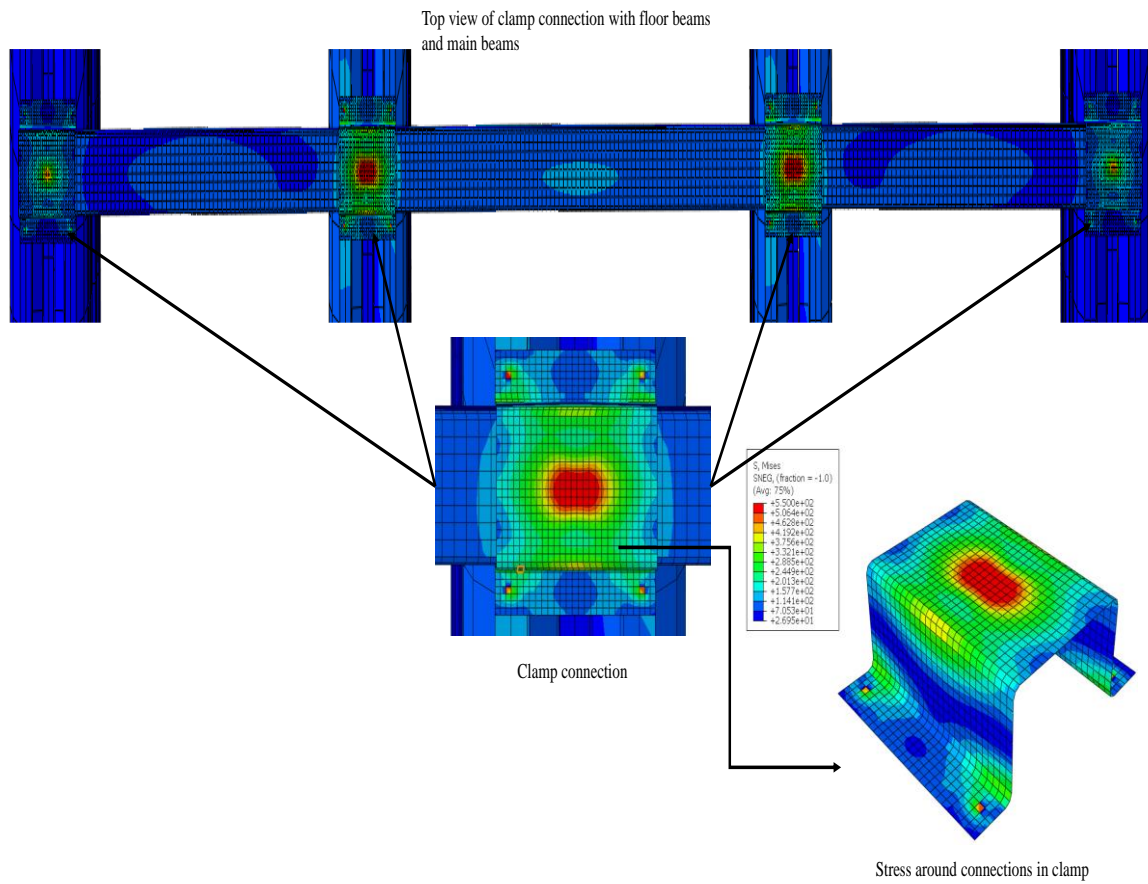 Top view of clamp connection with floor beams
and main beams
S, Mises
SNEG, (fraction = -1.0)
(Avg: 75%)
+5.500e+02
+5.064e+02
+4.628e+02
+4.192e+02
+3.756e+02
+3.321e+02
+2.885e+02
+2.449e+02
+2.013e+02
+1.577e+02
+1.141e+02
+7.053e+01
+2.695e+01
Clamp connection
Stress around connections in clamp